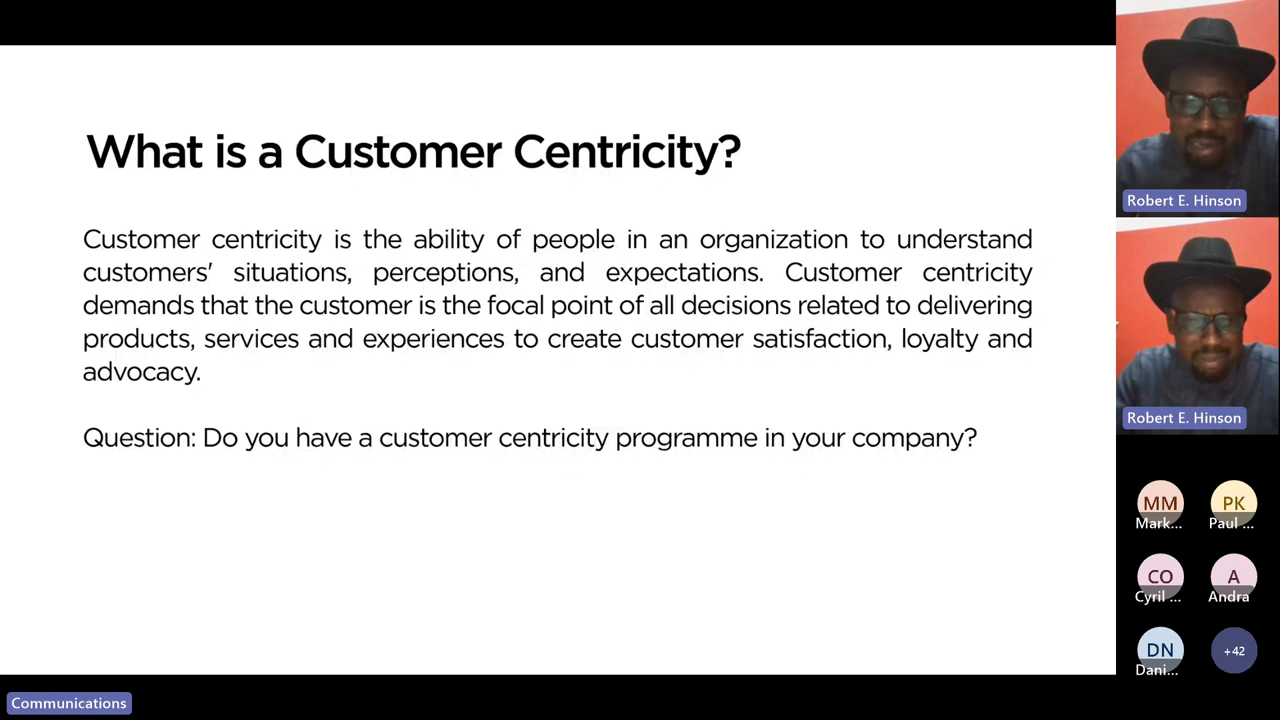 What is a Customer Centricity?
Customer centricity is the ability of people in an organization to understand
customers' situations, perceptions, and expectations. Customer centricity
demands that the customer is the focal point of all decisions related to delivering
products, services and experiences to create customer satisfaction, loyalty and
advocacy.
Question: Do you have a customer centricity programme in your company?
Robert E. Hinson
Robert E. Hinson
MM PK
Mark... Paul ...
CO A
Cyril ... Andra
DN +42
Dani...
Communications